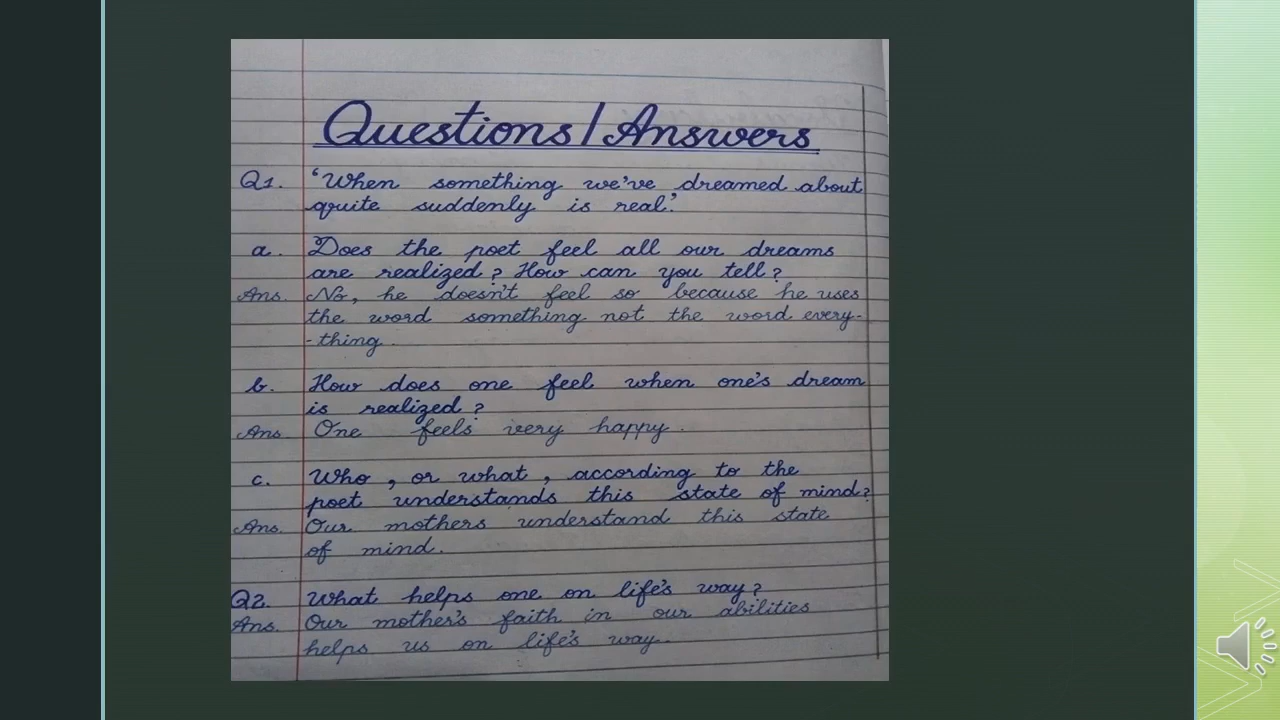 Questions/Answers
Q1. 'When something we've dreamed about
quite suddenly is real.'
a. Does the poet feel all our dreams
are realized? How can you tell?
Ans. No, he doesn't feel so because he uses
the word something not the word every-
-thing.
b. How does one feel when one's dream
is realized?
Ans. One feels very happy.
c. Who, or what, according to the
poet understands this state of mind?
Ans. Our mothers understand this state
of mind.
Q2. What helps one on life's way?
Ans. Our mother's faith in our abilities
helps us on life's way.